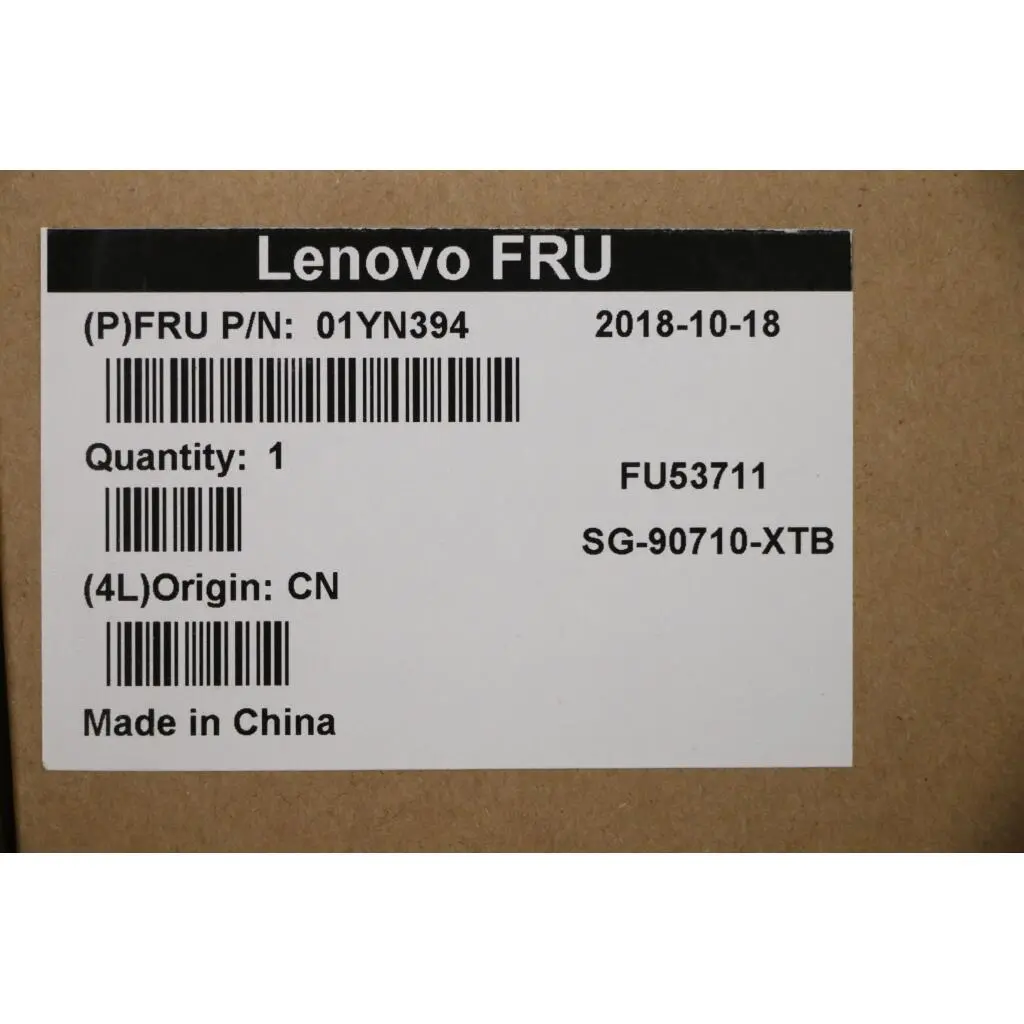 Lenovo FRU
(P)FRU P/N: 01YN394 2018-10-18
Quantity: 1
FU53711
SG-90710-XTB
(4L)Origin: CN
Made in China